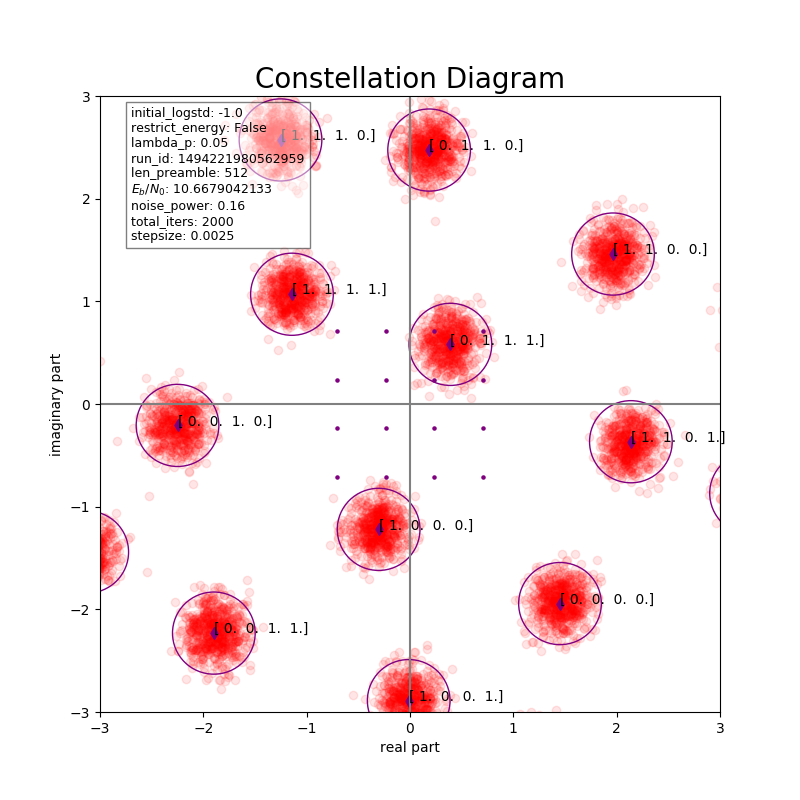 Constellation Diagram
3
initial_logstd: -1.0
restrict_energy: False
lambda_p: 0.05
run_id: 1494221980562959
len_preamble: 512
E_b/N_0: 10.6679042133
noise_power: 0.16
total_iters: 2000
stepsize: 0.0025
[ 1. 1. 1. 0.]
[ 0. 1. 1. 0.]
2
[ 1. 1. 0. 0.]
[ 1. 1. 1. 1.]
1
[ 0. 1. 1. 1.]
0
[ 0. 0. 1. 0.]
[ 1. 1. 0. 1.]
imaginary part
−1
[ 1. 0. 0. 0.]
[ 0. 0. 0. 0.]
−2
[ 0. 0. 1. 1.]
[ 1. 0. 0. 1.]
−3
−3 −2 −1 0 1 2 3
real part